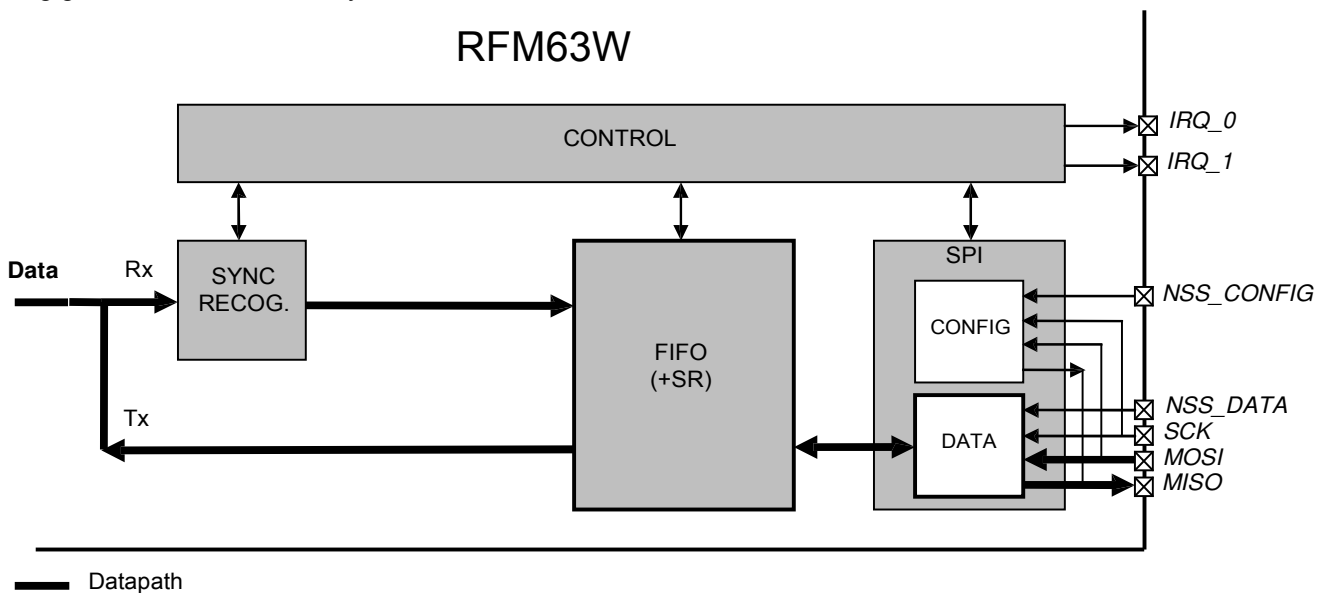 RFM63W
CONTROL
IRQ_0
IRQ_1
SPI
Data
Rx
SYNC
RECOG.
NSS_CONFIG
CONFIG
FIFO
(+SR)
Tx
NSS_DATA
SCK
DATA
MOSI
MISO
Datapath